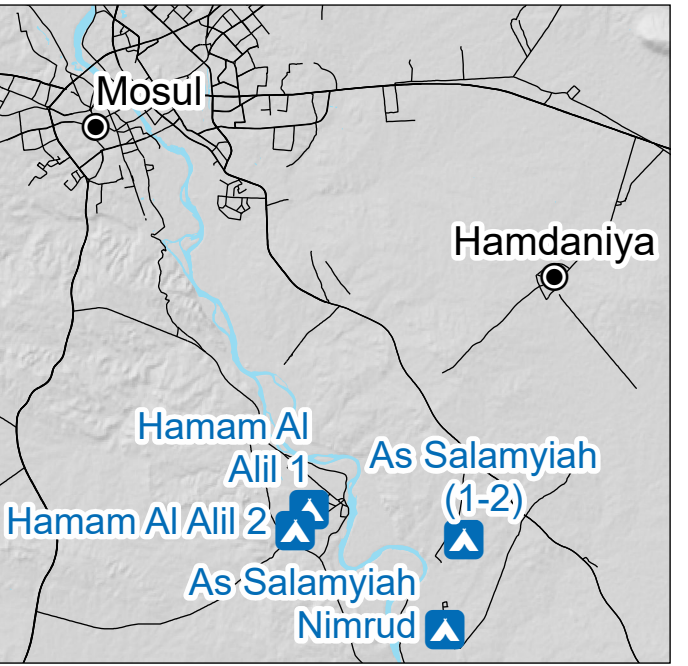 Mosul
Hamdaniya
Hamam Al
Alil 1
As Salamyiah
(1-2)
Hamam Al Alil 2
As Salamyiah
Nimrud